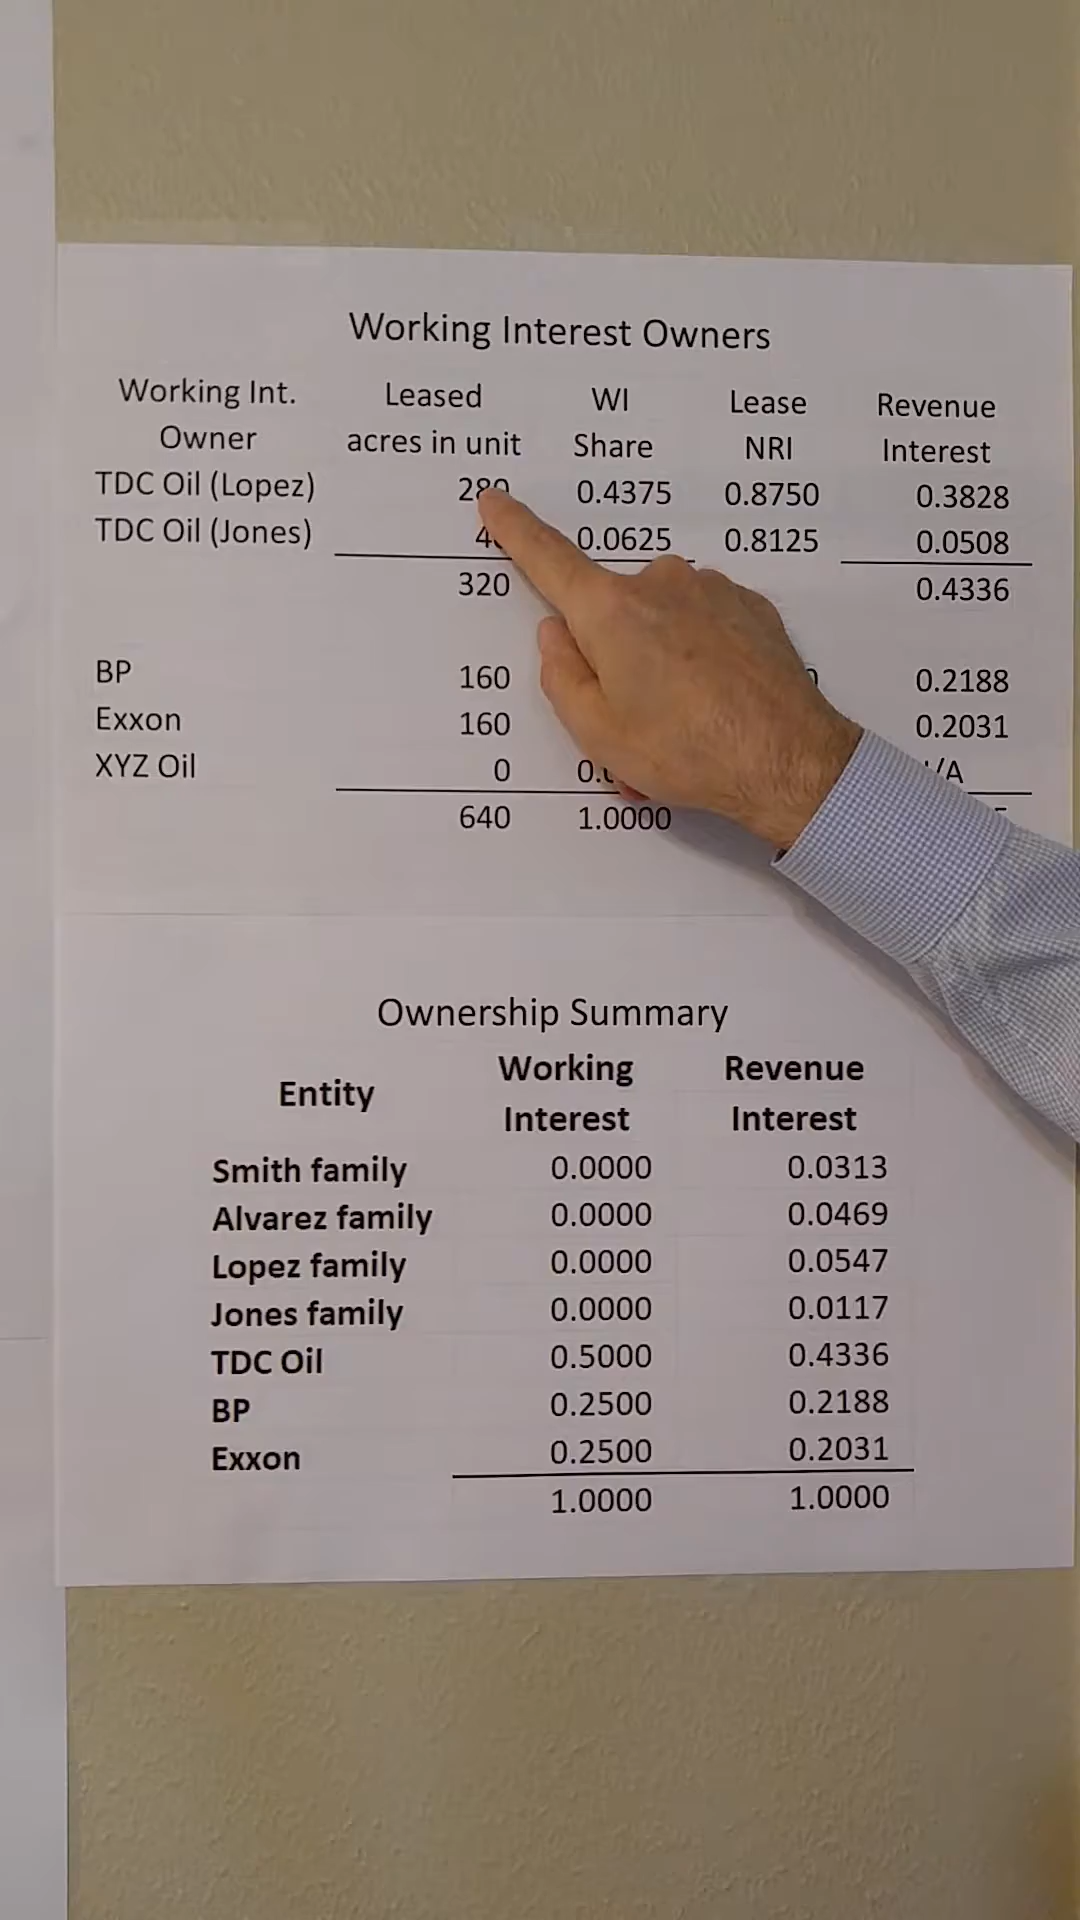 Working Interest Owners
Working Int. Owner Leased acres in unit WI Share Lease NRI Revenue Interest
TDC Oil (Lopez) 280 0.4375 0.8750 0.3828
TDC Oil (Jones) 0.0625 0.8125 0.0508
320 0.4336
BP 160 0.2188
Exxon 160 0.2031
XYZ Oil 0
640 1.0000
Ownership Summary
Entity Working Interest Revenue Interest
Smith family 0.0000 0.0313
Alvarez family 0.0000 0.0469
Lopez family 0.0000 0.0547
Jones family 0.0000 0.0117
TDC Oil 0.5000 0.4336
BP 0.2500 0.2188
Exxon 0.2500 0.2031
1.0000 1.0000